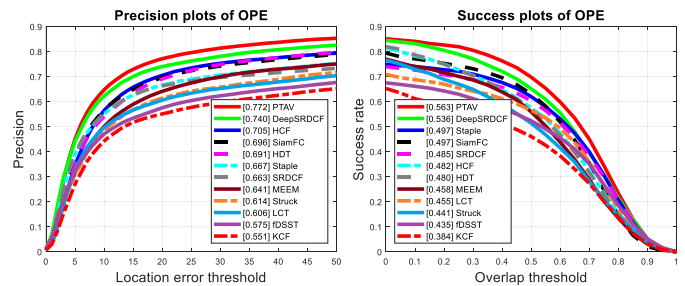 Precision plots of OPE
0.9
0.8
0.7
0.6
0.5
0.4
0.3
0.2
0.1
0
Precision
[0.772] PTAV
[0.740] DeepSRDCF
[0.705] HCF
[0.696] SiamFC
[0.691] HDT
[0.667] Staple
[0.663] SRDCF
[0.641] MEEM
[0.614] Struck
[0.606] LCT
[0.575] fDSST
[0.551] KCF
0 5 10 15 20 25 30 35 40 45 50
Location error threshold
Success plots of OPE
0.9
0.8
0.7
0.6
0.5
0.4
0.3
0.2
0.1
0
Success rate
[0.563] PTAV
[0.536] DeepSRDCF
[0.497] Staple
[0.497] SiamFC
[0.485] SRDCF
[0.482] HCF
[0.480] HDT
[0.458] MEEM
[0.455] LCT
[0.441] Struck
[0.435] fDSST
[0.384] KCF
0 0.1 0.2 0.3 0.4 0.5 0.6 0.7 0.8 0.9 1
Overlap threshold